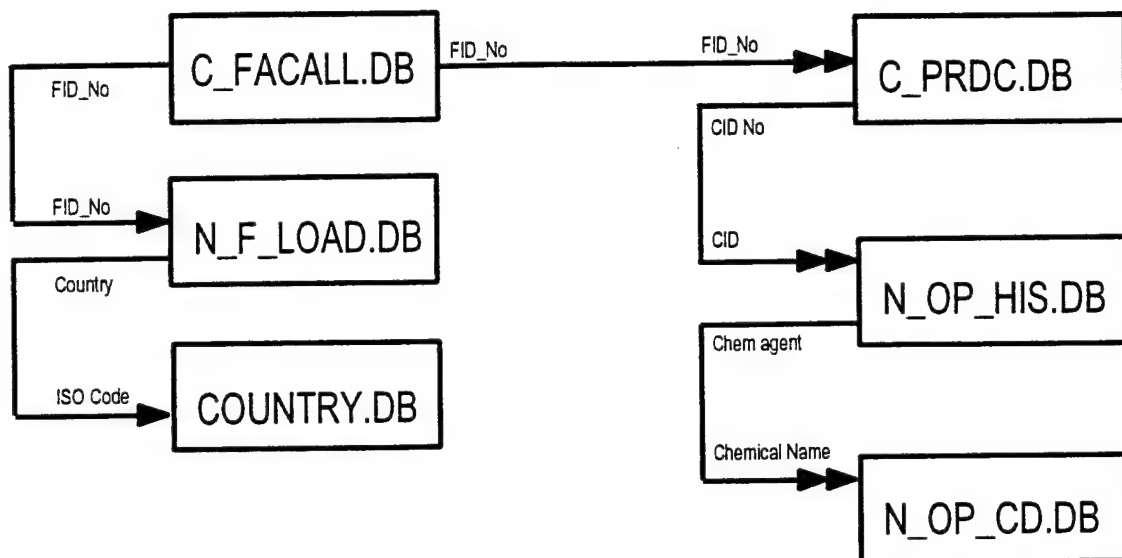 C_FACALL.DB
FID_No
FID_No
C_PRDC.DB
FID_No
CID No
FID_No
N_F_LOAD.DB
CID
N_OP_HIS.DB
Country
Chem agent
ISO Code
COUNTRY.DB
Chemical Name
N_OP_CD.DB